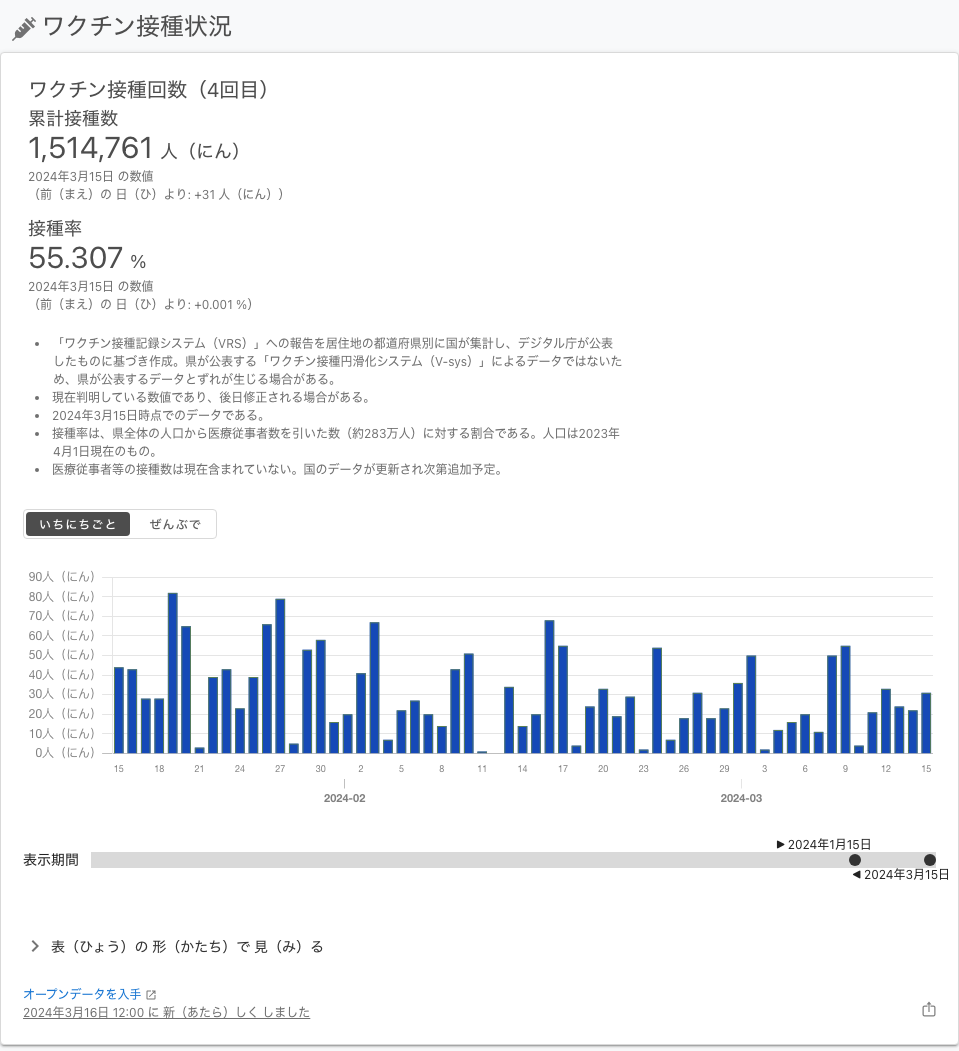 ワクチン接種状況
ワクチン接種回数（4回目）
累計接種数
1,514,761 人（にん）
2024年3月15日 の数値
（前（まえ）の 日（ひ）より: +31 人（にん））
接種率
55.307 %
2024年3月15日 の数値
（前（まえ）の 日（ひ）より: +0.001 %）
• 「ワクチン接種記録システム（VRS）」への報告を居住地の都道府県別に国が集計し、デジタル庁が公表
したものに基づき作成。県が公表する「ワクチン接種円滑化システム（V-sys）」によるデータではないた
め、県が公表するデータとずれが生じる場合がある。
• 現在判明している数値であり、後日修正される場合がある。
• 2024年3月15日時点でのデータである。
• 接種率は、県全体の人口から医療従事者数を引いた数（約283万人）に対する割合である。人口は2023年
4月1日現在のもの。
• 医療従事者等の接種数は現在含まれていない。国のデータが更新され次第追加予定。
いちにちごと ぜんぶで
90人（にん）
80人（にん）
70人（にん）
60人（にん）
50人（にん）
40人（にん）
30人（にん）
20人（にん）
10人（にん）
0人（にん）
15 18 21 24 27 30 2 5 8 11 14 17 20 23 26 29 3 6 9 12 15
2024-02 2024-03
▶ 2024年1月15日
表示期間
◀ 2024年3月15日
表（ひょう）の 形（かたち）で 見（み）る
オープンデータを入手
2024年3月16日 12:00 に 新（あたら）しく しました